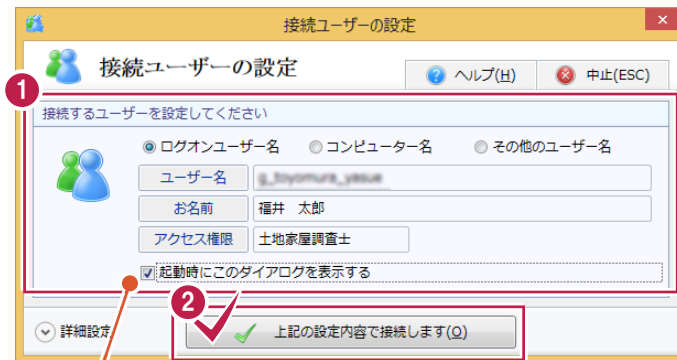 接続ユーザーの設定
×
接続ユーザーの設定
? ヘルプ(H)
中止(ESC)
1
接続するユーザーを設定してください
ログオンユーザー名 コンピューター名 その他のユーザー名
ユーザー名
お名前 福井 太郎
アクセス権限 土地家屋調査士
起動時にこのダイアログを表示する
2
詳細設定
上記の設定内容で接続します(O)